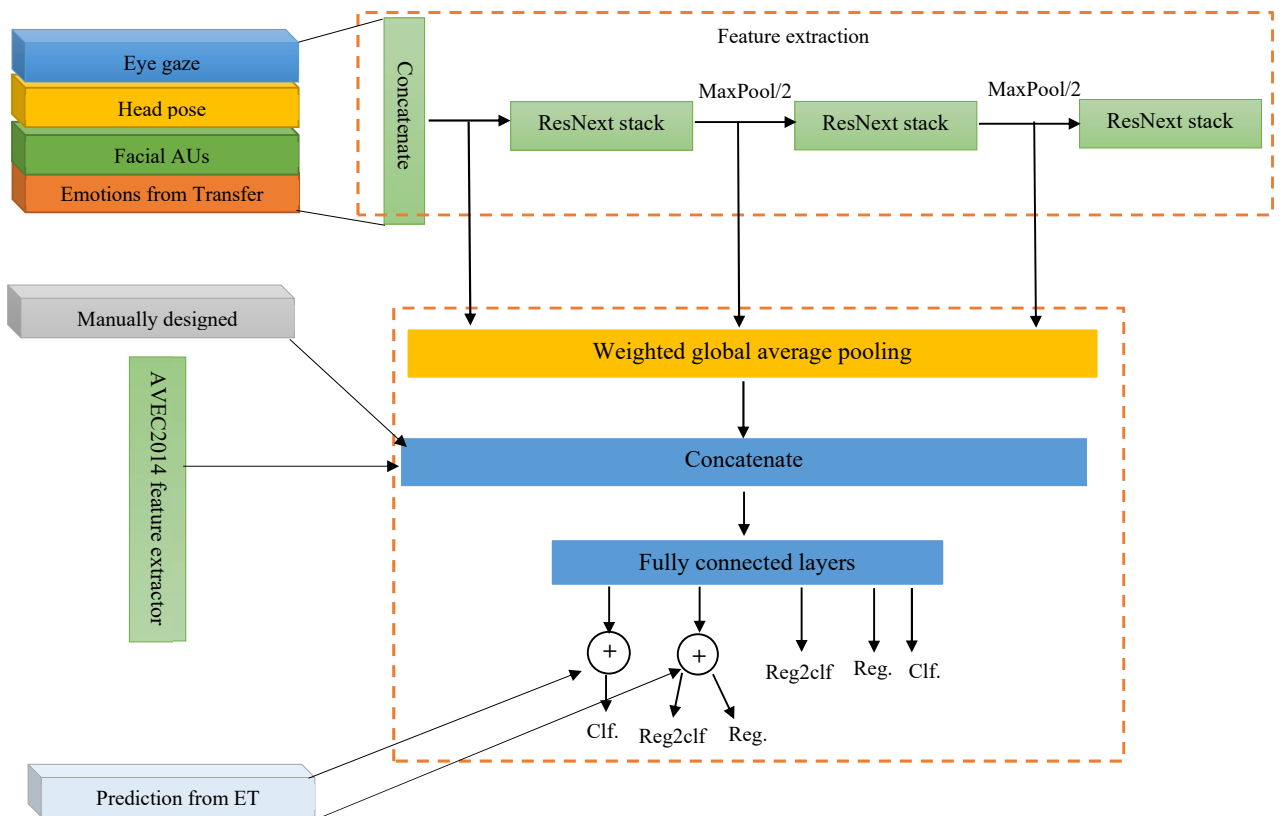 Feature extraction
Eye gaze
Head pose
Facial AUs
Emotions from Transfer
Concatenate
ResNext stack
MaxPool/2
ResNext stack
MaxPool/2
ResNext stack
Manually designed
AVEC2014 feature extractor
Weighted global average pooling
Concatenate
Fully connected layers
+
+
Reg2clf
Reg.
Clf.
Clf.
Reg2clf
Reg.
Prediction from ET